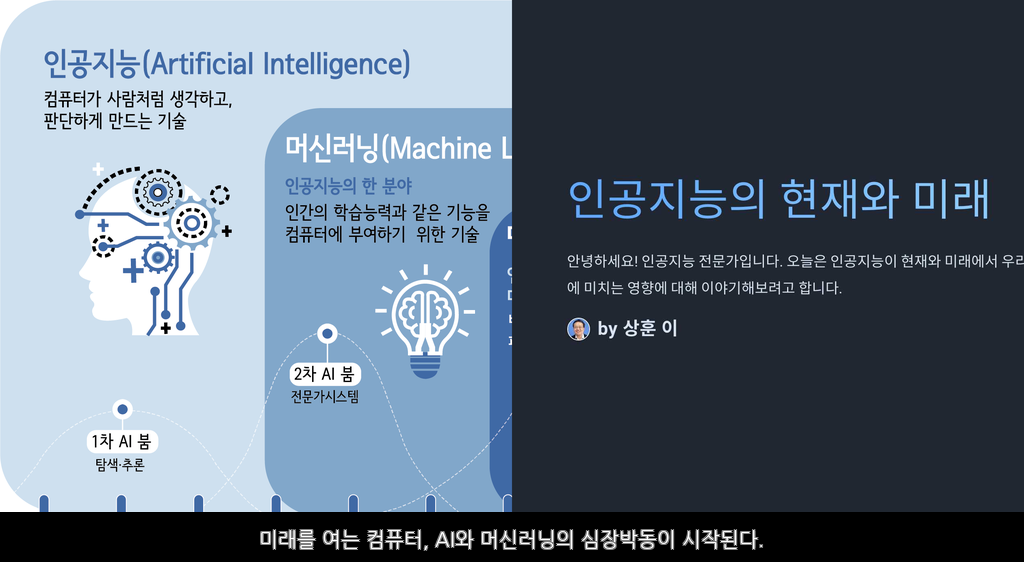 인공지능(Artificial Intelligence)
컴퓨터가 사람처럼 생각하고,
판단하게 만드는 기술
머신러닝(Machine L
인공지능의 한 분야
인간의 학습능력과 같은 기능을
컴퓨터에 부여하기 위한 기술
2차 AI 붐
전문가시스템
1차 AI 붐
탐색·추론
인공지능의 현재와 미래
안녕하세요! 인공지능 전문가입니다. 오늘은 인공지능이 현재와 미래에서 우리
에 미치는 영향에 대해 이야기해보려고 합니다.
by 상훈 이
미래를 여는 컴퓨터, AI와 머신러닝의 심장박동이 시작된다.